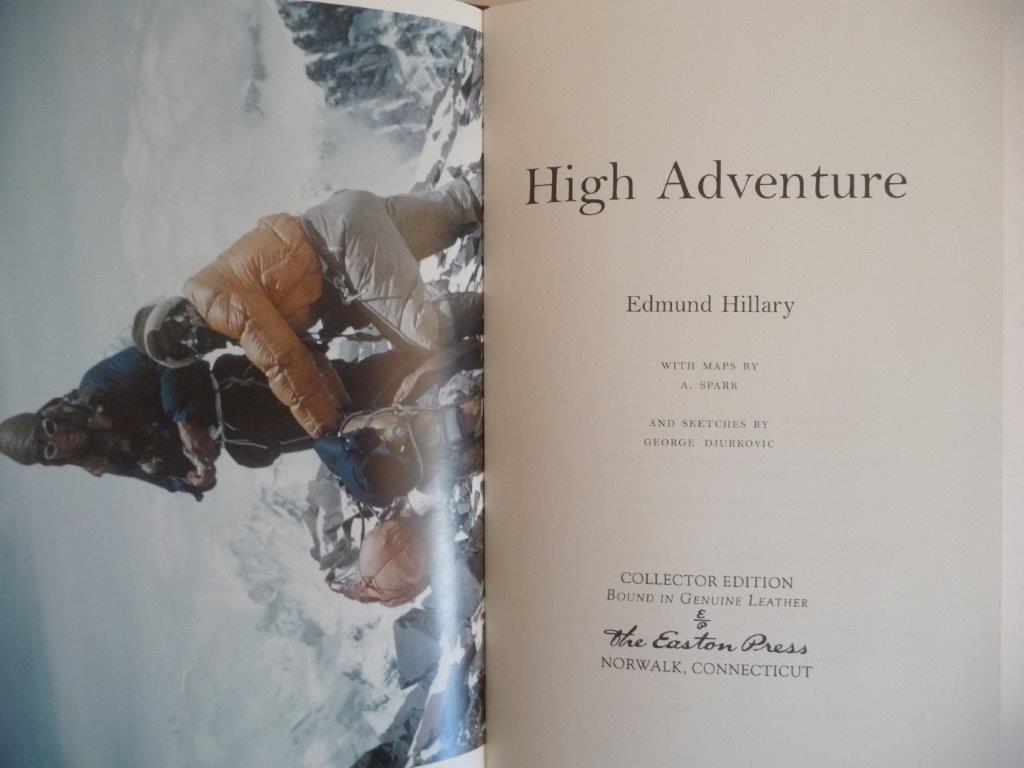 High Adventure
Edmund Hillary
WITH MAPS BY
A. SPARK
AND SKETCHES BY
GEORGE DJURKOVIC
COLLECTOR EDITION
BOUND IN GENUINE LEATHER
E
P
the Easton Press
NORWALK, CONNECTICUT